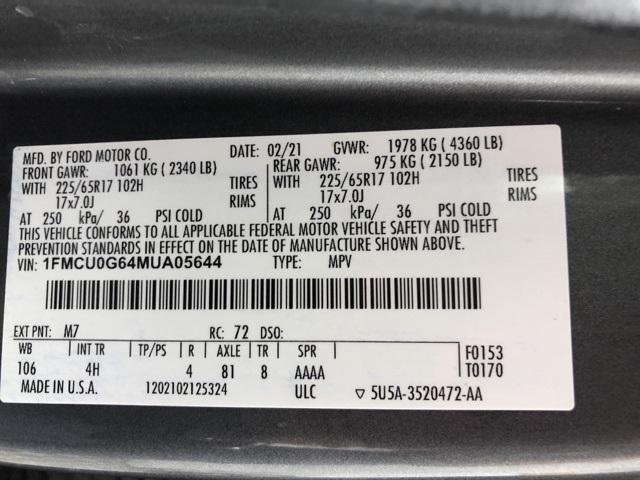 MFD. BY FORD MOTOR CO. DATE: 02/21 GVWR: 1978 KG (4360 LB)
FRONT GAWR: 1061 KG (2340 LB) REAR GAWR: 975 KG (2150 LB)
WITH 225/65R17 102H TIRES WITH 225/65R17 102H TIRES
17x7.0J RIMS 17x7.0J RIMS
AT 250 kPa/ 36 PSI COLD AT 250 kPa/ 36 PSI COLD
THIS VEHICLE CONFORMS TO ALL APPLICABLE FEDERAL MOTOR VEHICLE SAFETY AND THEFT
PREVENTION STANDARDS IN EFFECT ON THE DATE OF MANUFACTURE SHOWN ABOVE.
VIN: 1FMCU0G64MUA05644 TYPE: MPV
EXT PNT: M7 RC: 72 DSO:
WB INT TR TP/PS R AXLE TR SPR F0153
106 4H 4 81 8 AAAA T0170
MADE IN U.S.A. 1202102125324 ULC ▽ 5U5A-3520472-AA